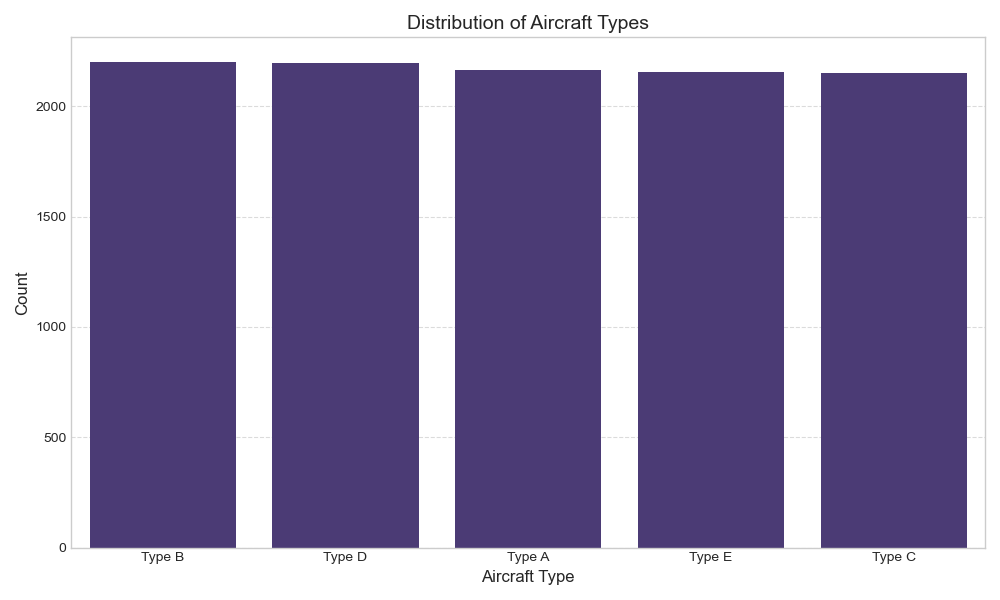 Distribution of Aircraft Types
Count
2000
1500
1000
500
0
Type B
Type D
Type A
Type E
Type C
Aircraft Type